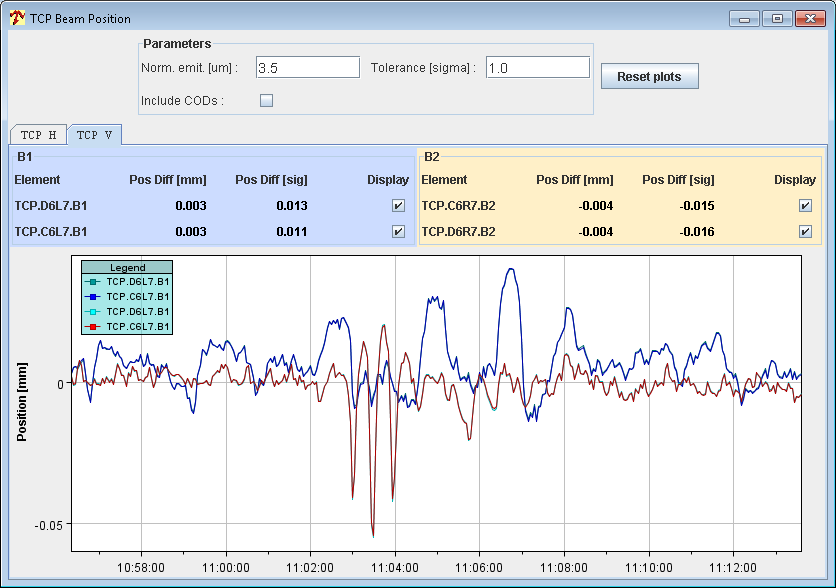 TCP Beam Position
Parameters
Norm. emit. [um] : 3.5 Tolerance [sigma] : 1.0
Reset plots
Include CODs :
TCP H TCP V
B1
Element Pos Diff [mm] Pos Diff [sig] Display
TCP.D6L7.B1 0.003 0.013
TCP.C6L7.B1 0.003 0.011
B2
Element Pos Diff [mm] Pos Diff [sig] Display
TCP.C6R7.B2 -0.004 -0.015
TCP.D6R7.B2 -0.004 -0.016
Legend
TCP.D6L7.B1
TCP.C6L7.B1
TCP.D6L7.B1
TCP.C6L7.B1
Position [mm]
0
-0.05
10:58:00 11:00:00 11:02:00 11:04:00 11:06:00 11:08:00 11:10:00 11:12:00